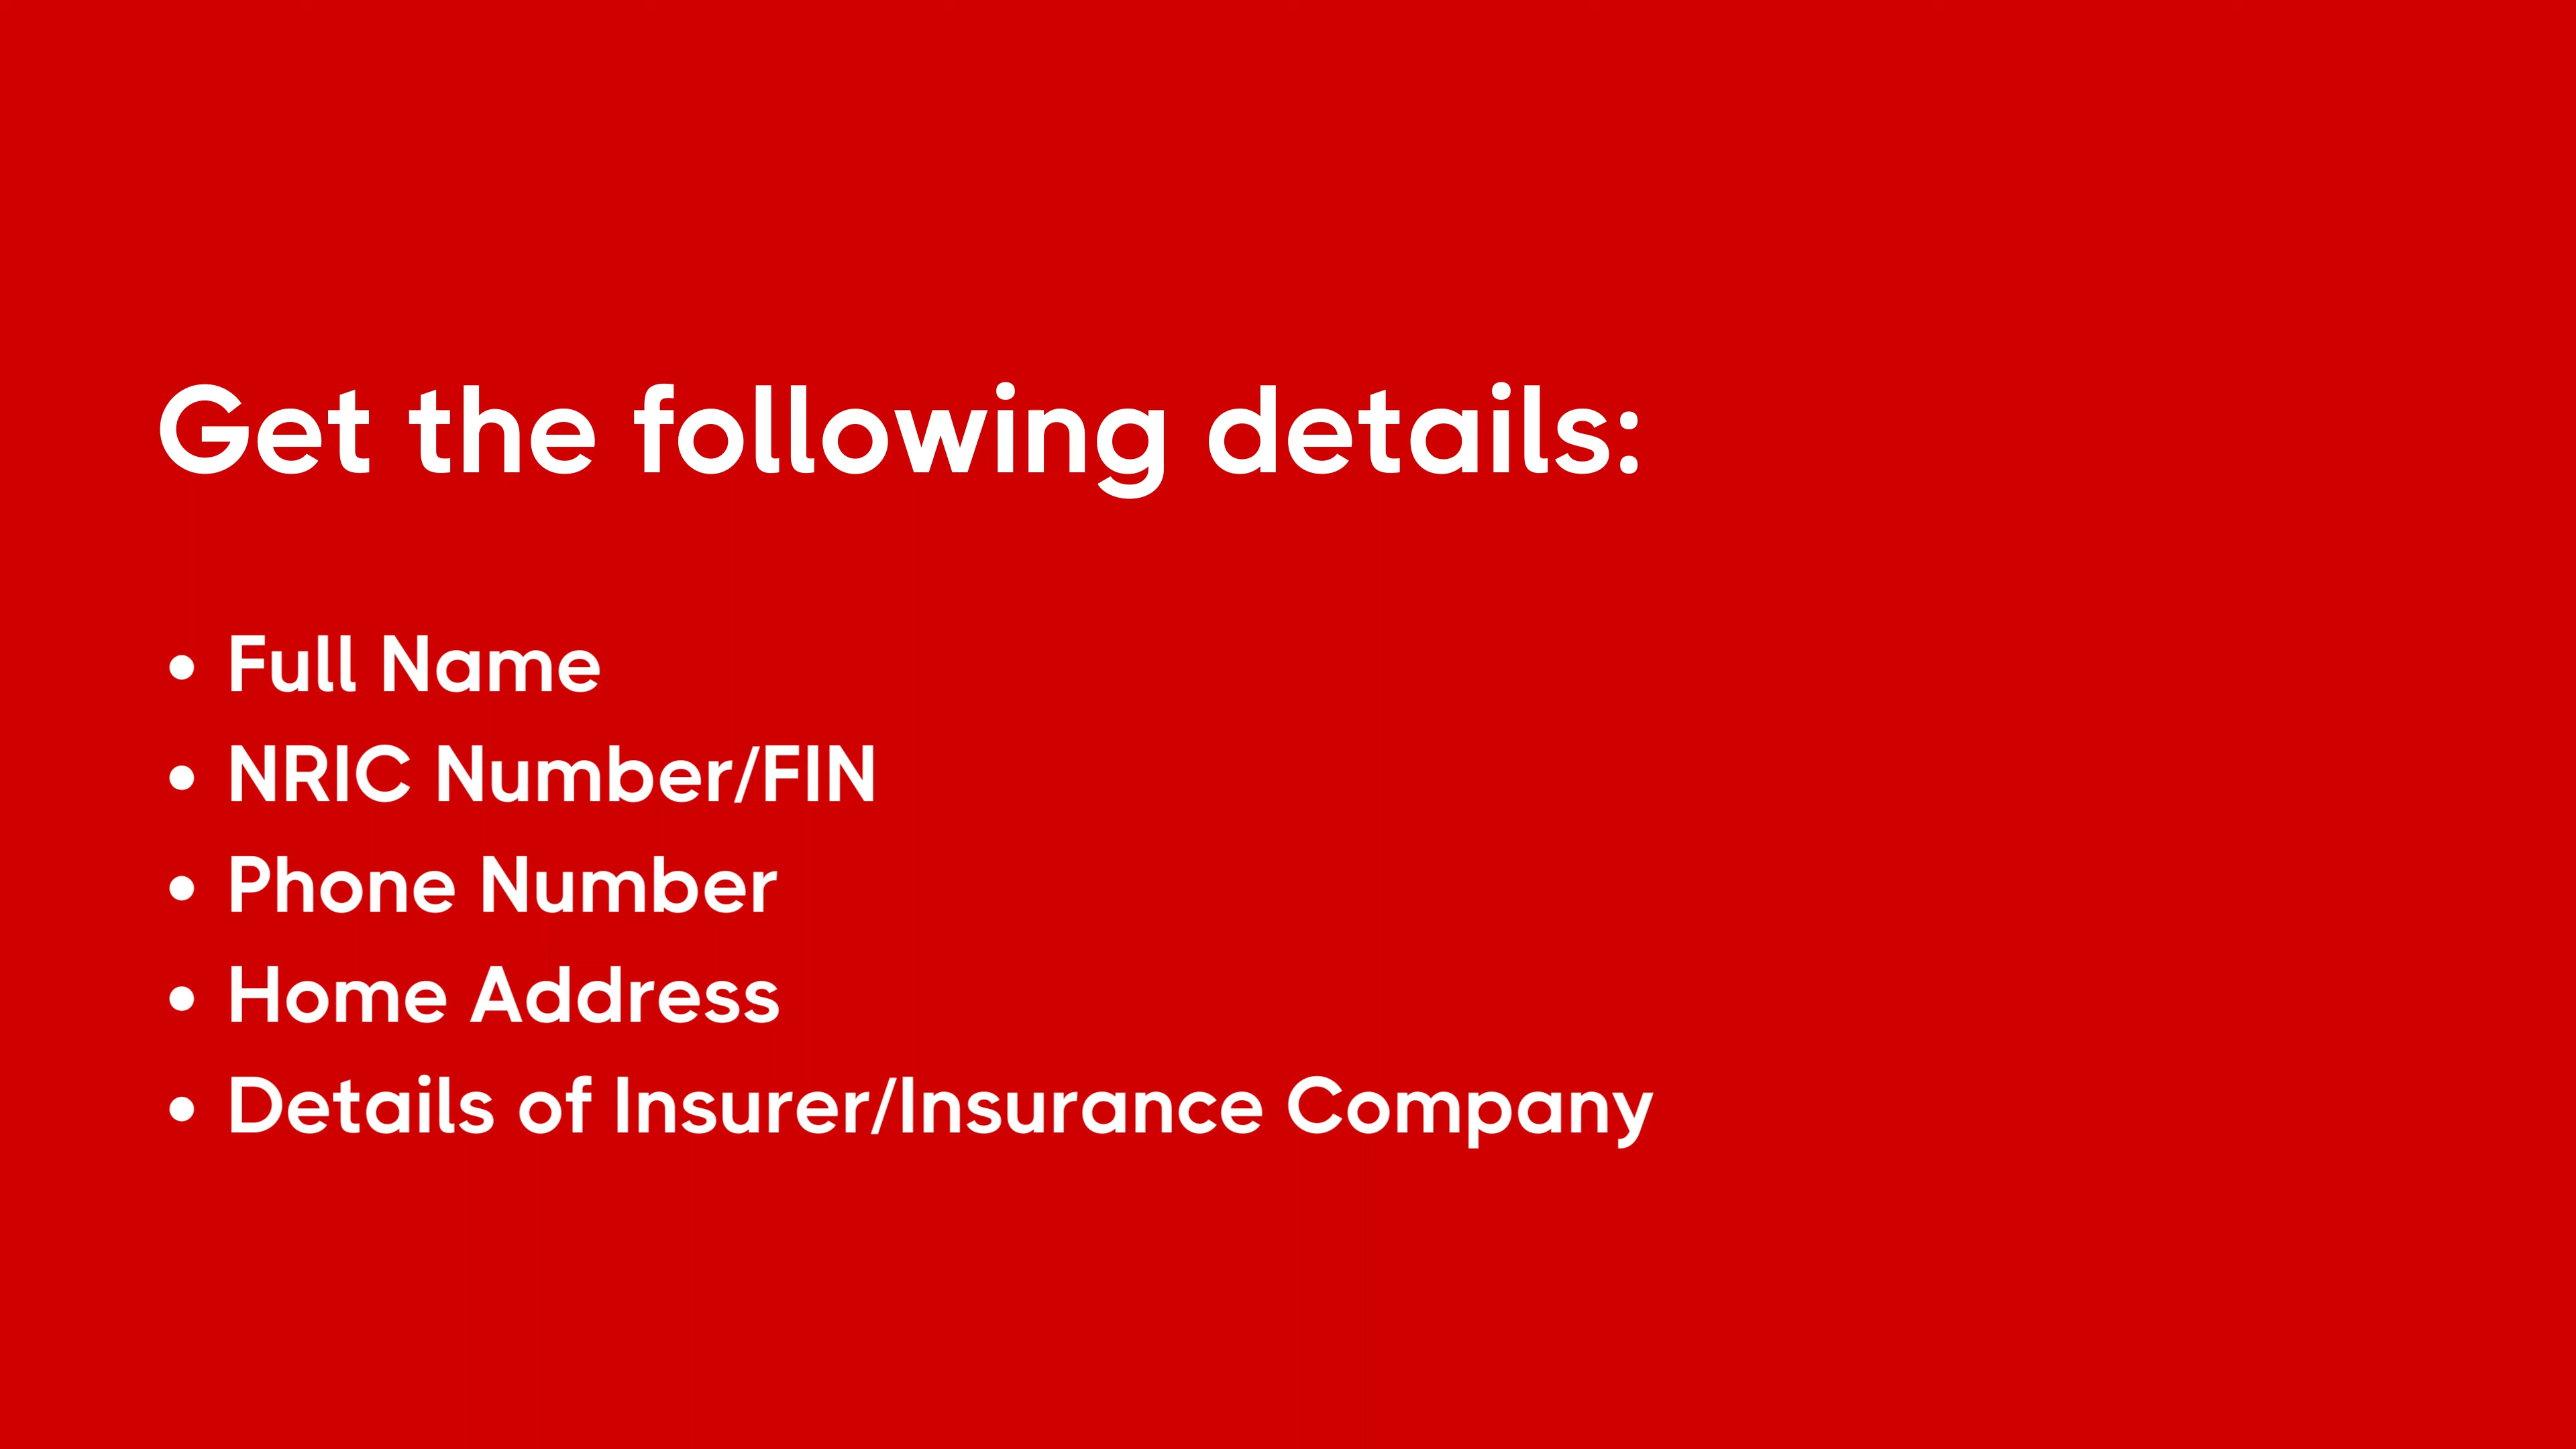 Get the following details:
• Full Name
• NRIC Number/FIN
• Phone Number
• Home Address
• Details of Insurer/Insurance Company